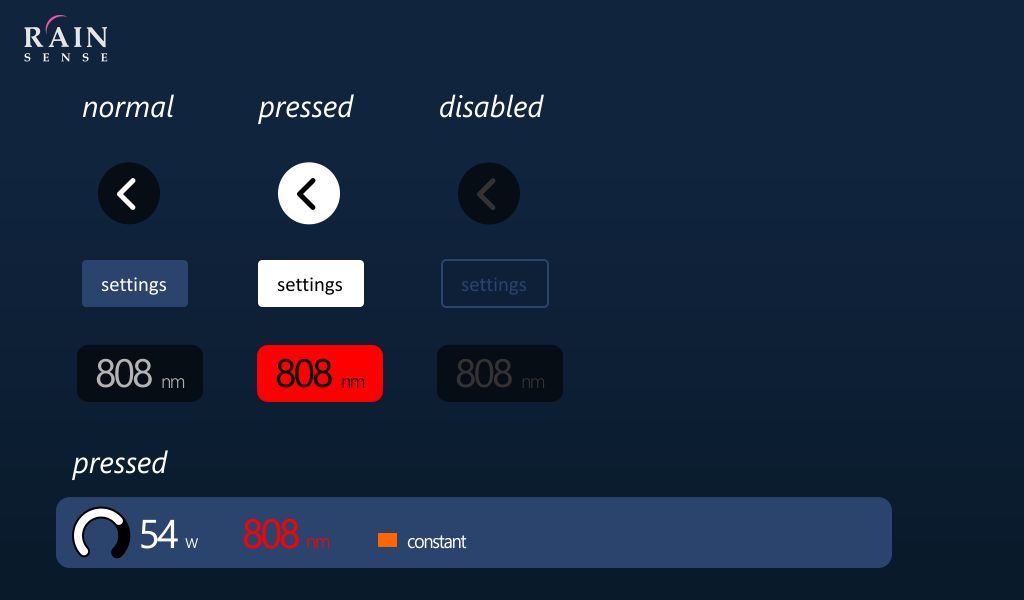 RAIN
SENSE
normal pressed disabled
settings settings settings
808 nm 808 nm 808 nm
pressed
54 w 808 nm constant